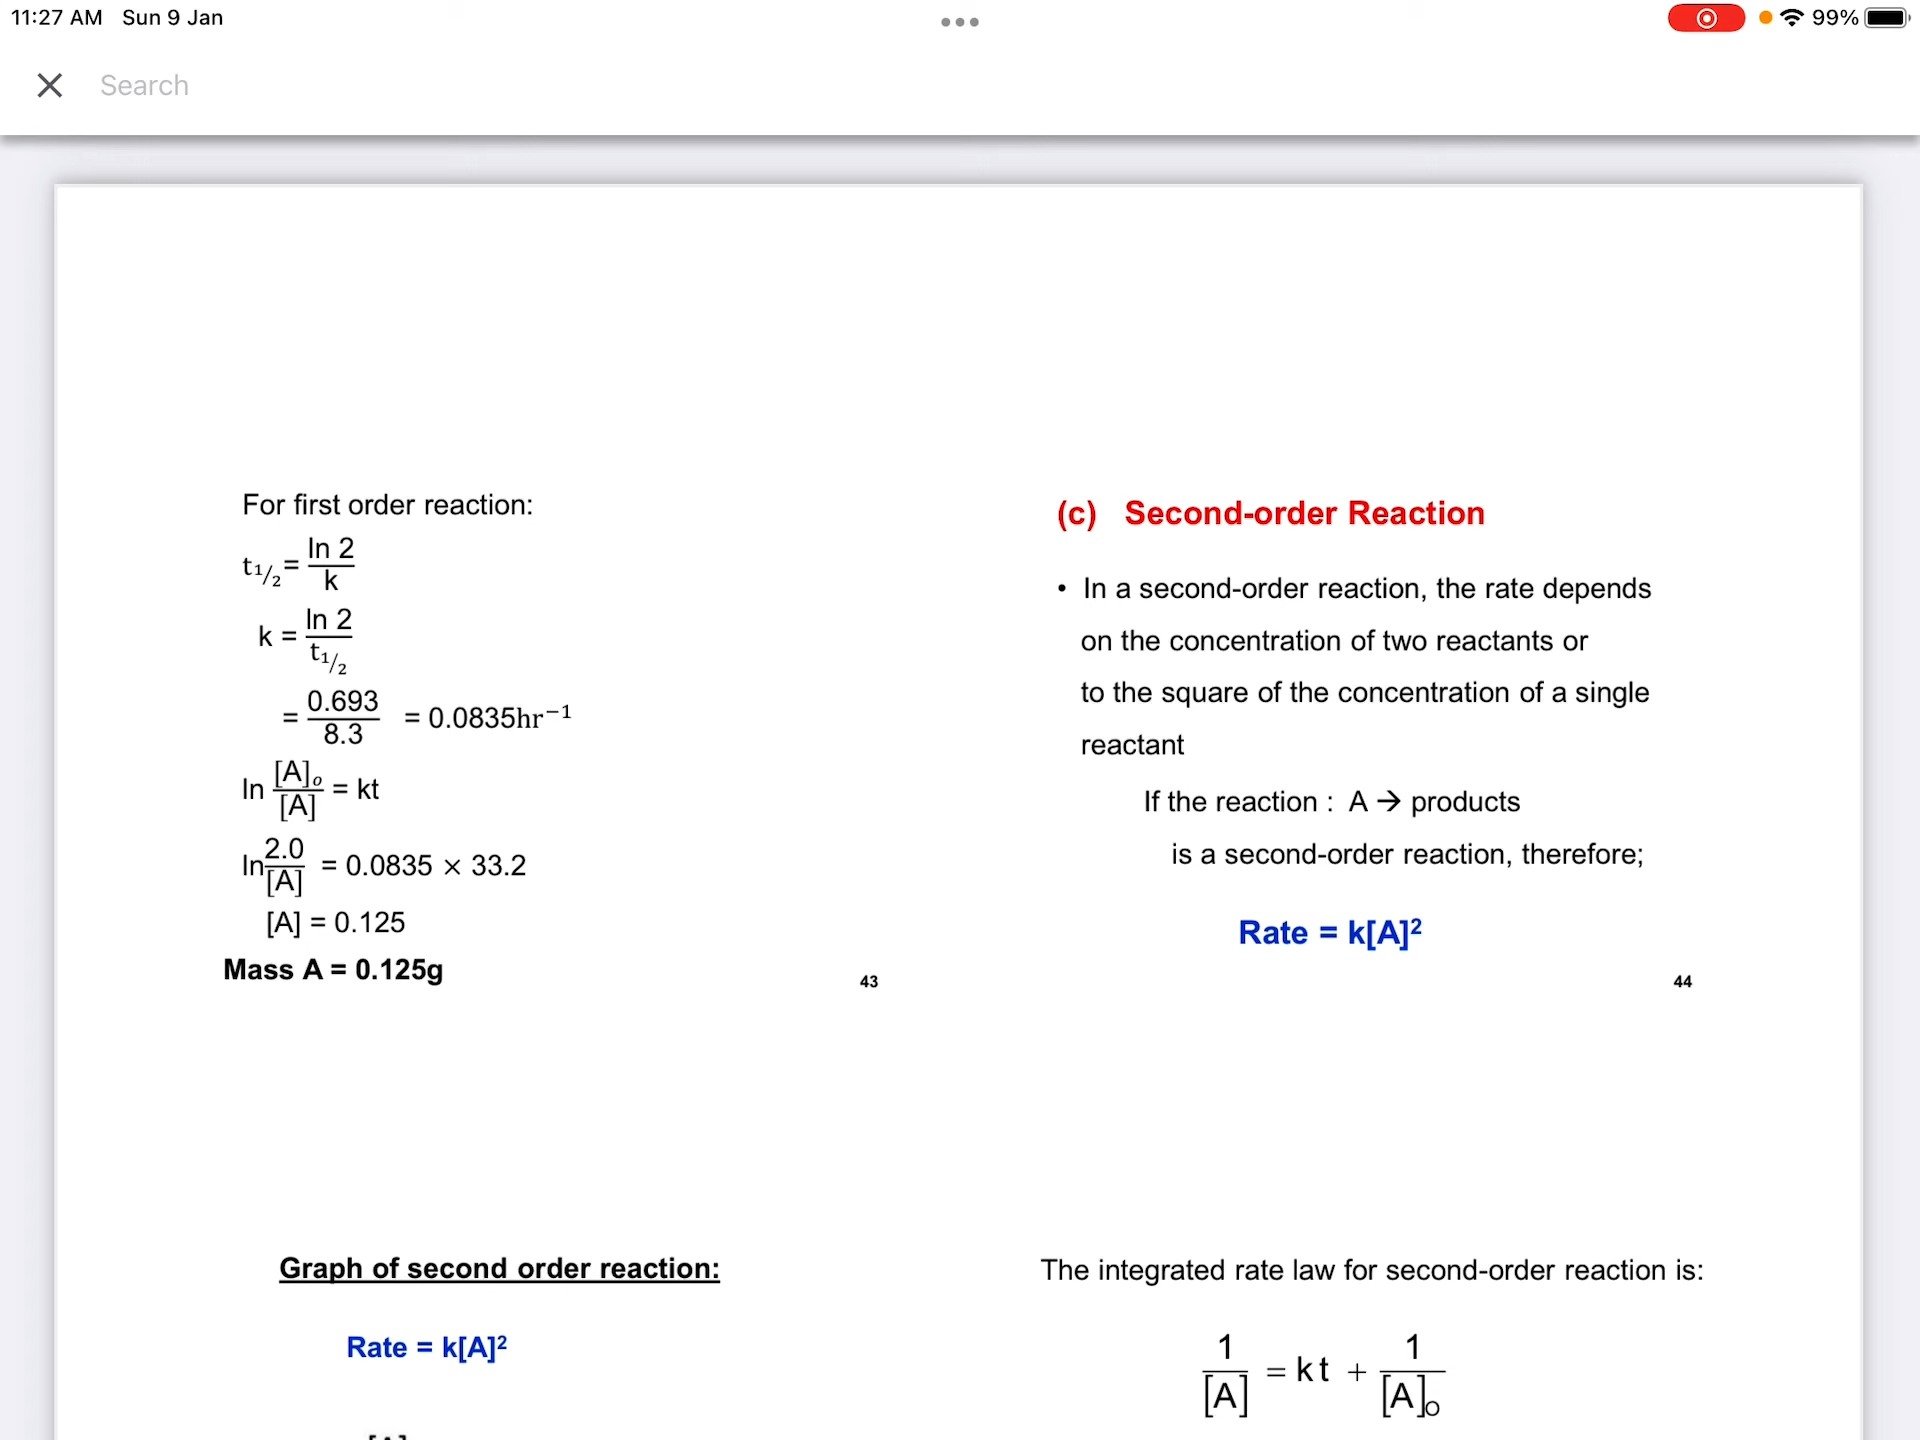 11:27 AM Sun 9 Jan
99%
Search
For first order reaction:
t1/2 = ln 2 / k
k = ln 2 / t1/2
= 0.693 / 8.3 = 0.0835hr⁻¹
ln [A]ₒ / [A] = kt
ln 2.0 / [A] = 0.0835 × 33.2
[A] = 0.125
Mass A = 0.125g
43
(c) Second-order Reaction
• In a second-order reaction, the rate depends
on the concentration of two reactants or
to the square of the concentration of a single
reactant
If the reaction : A → products
is a second-order reaction, therefore;
Rate = k[A]²
44
Graph of second order reaction:
Rate = k[A]²
The integrated rate law for second-order reaction is:
1 / [A] = kt + 1 / [A]O